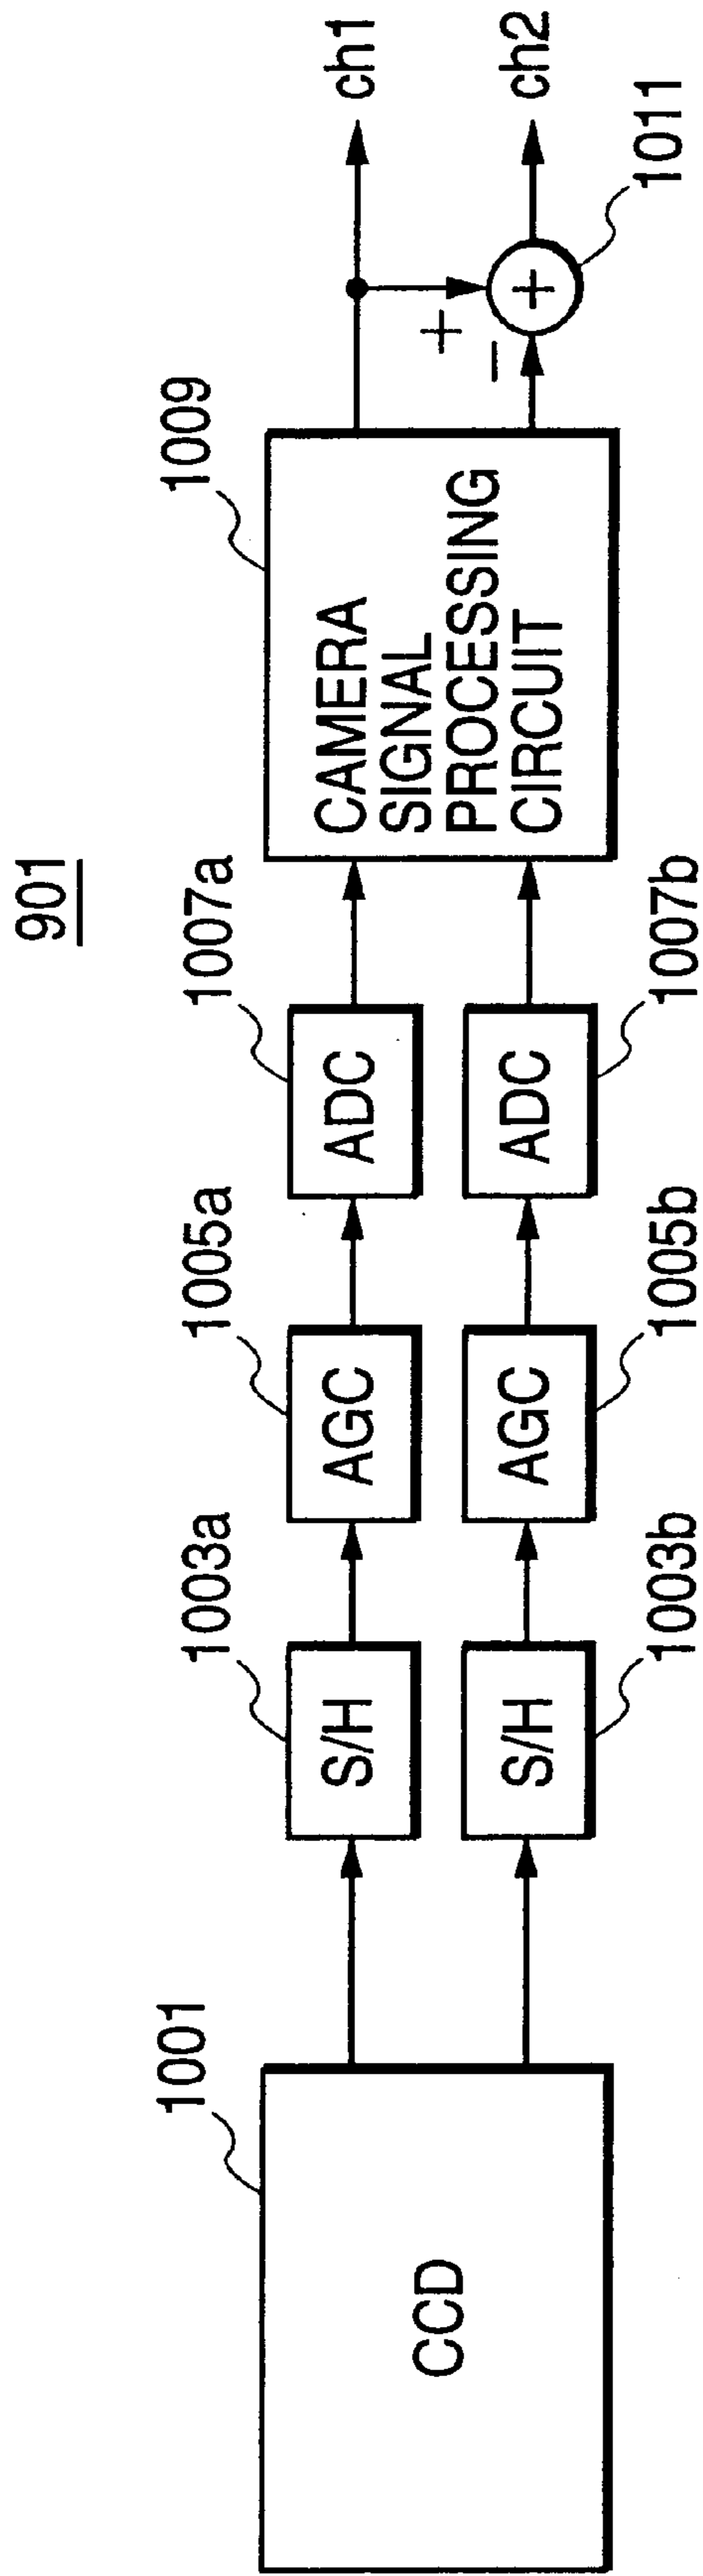 901
1001
CCD
1003a
S/H
1005a
AGC
1007a
ADC
1003b
S/H
1005b
AGC
1007b
ADC
1009
CAMERA
SIGNAL
PROCESSING
CIRCUIT
+
−
+
1011
ch1
ch2